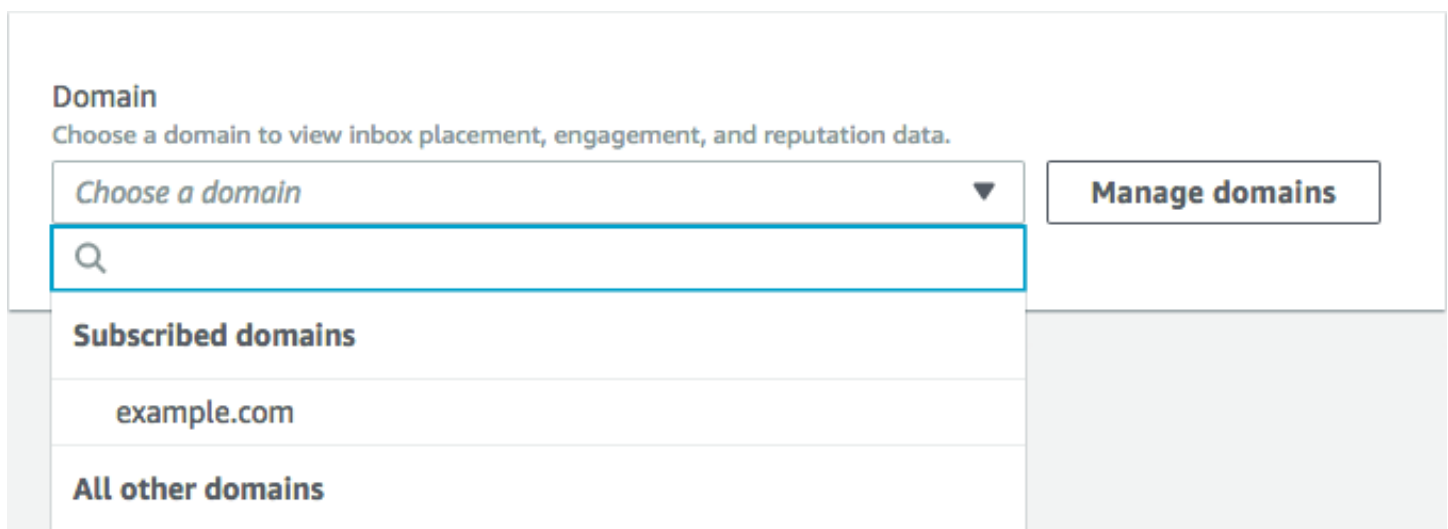 Domain
Choose a domain to view inbox placement, engagement, and reputation data.
Choose a domain
Manage domains
Subscribed domains
example.com
All other domains